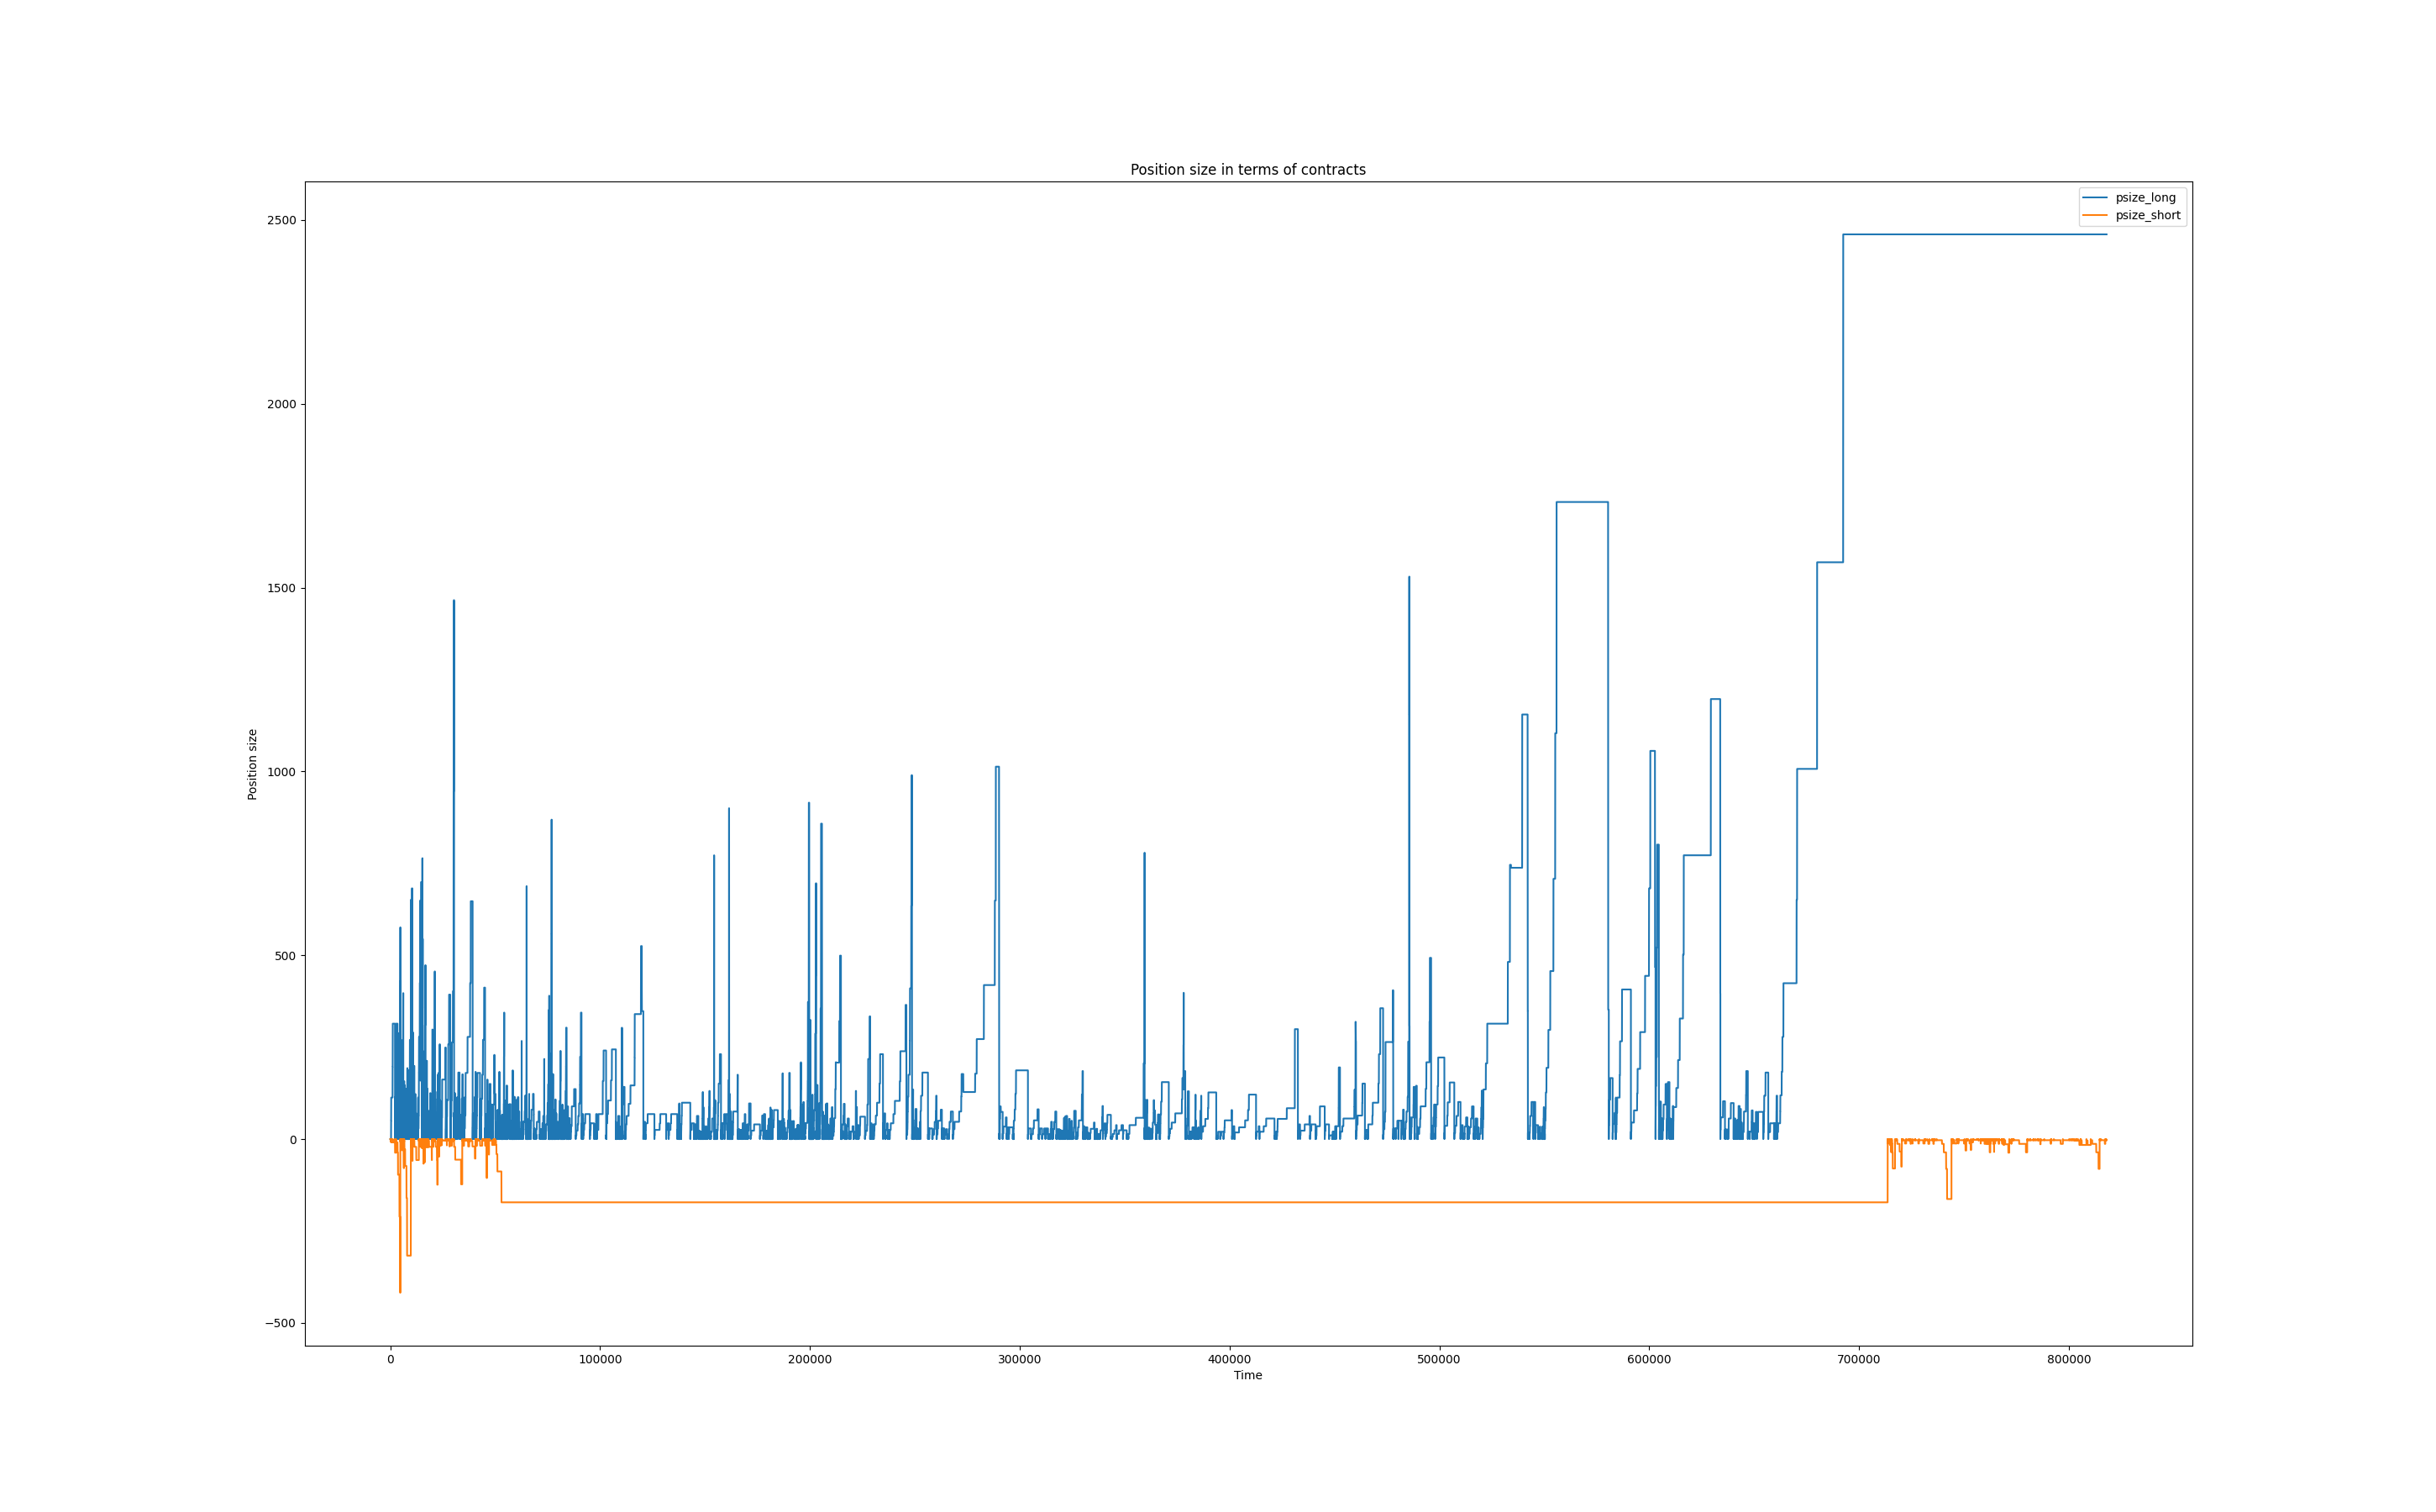 Position size in terms of contracts
psize_long
psize_short
Position size
2500
2000
1500
1000
500
0
−500
0 100000 200000 300000 400000 500000 600000 700000 800000
Time